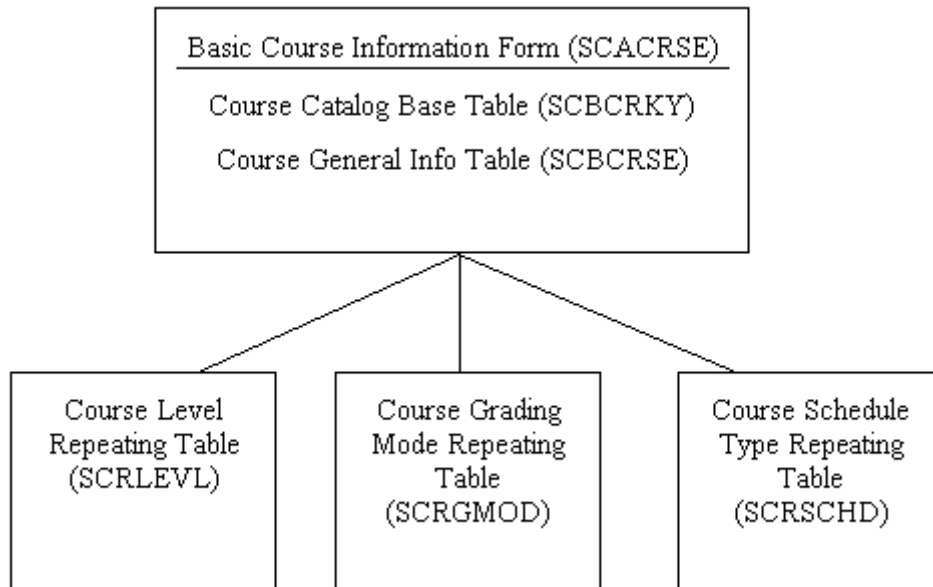 Basic Course Information Form (SCACRSE)
Course Catalog Base Table (SCBCRKY)
Course General Info Table (SCBCRSE)
Course Level
Repeating Table
(SCRLEVL)
Course Grading
Mode Repeating
Table
(SCRGMOD)
Course Schedule
Type Repeating
Table
(SCRSCHD)